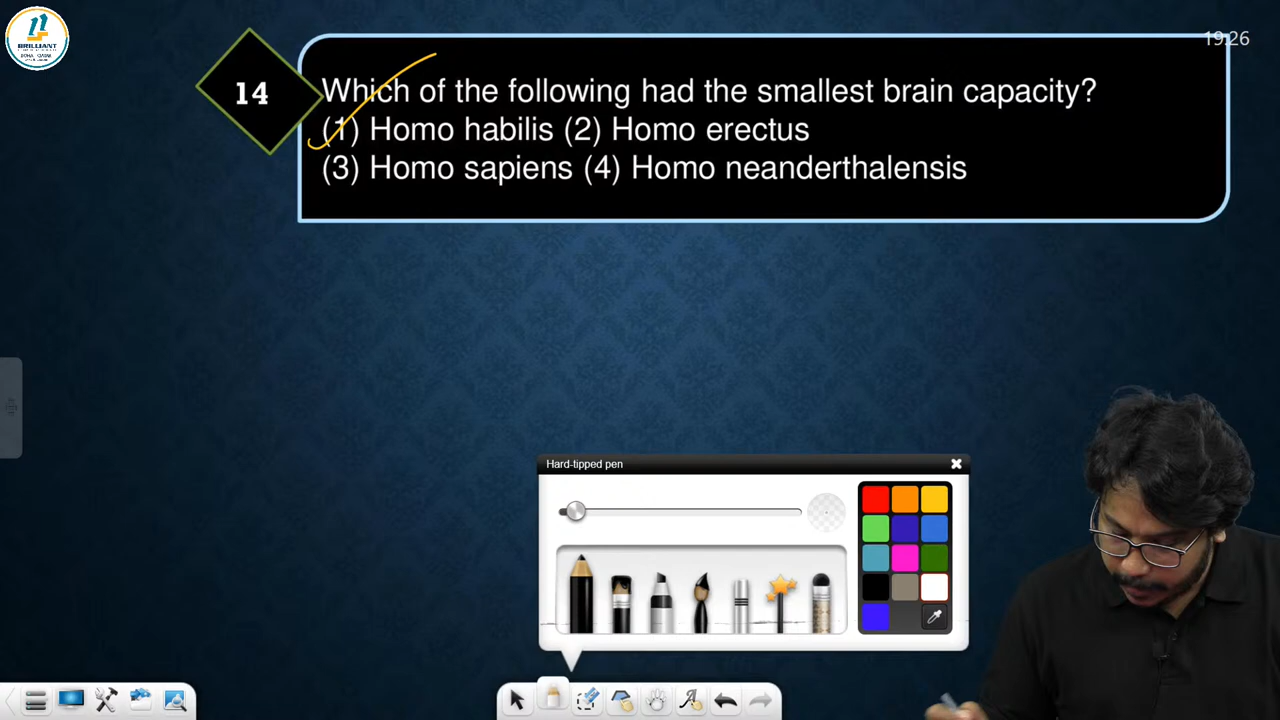 BRILLIANT
19:26
14
Which of the following had the smallest brain capacity?
(1) Homo habilis (2) Homo erectus
(3) Homo sapiens (4) Homo neanderthalensis
Hard-tipped pen